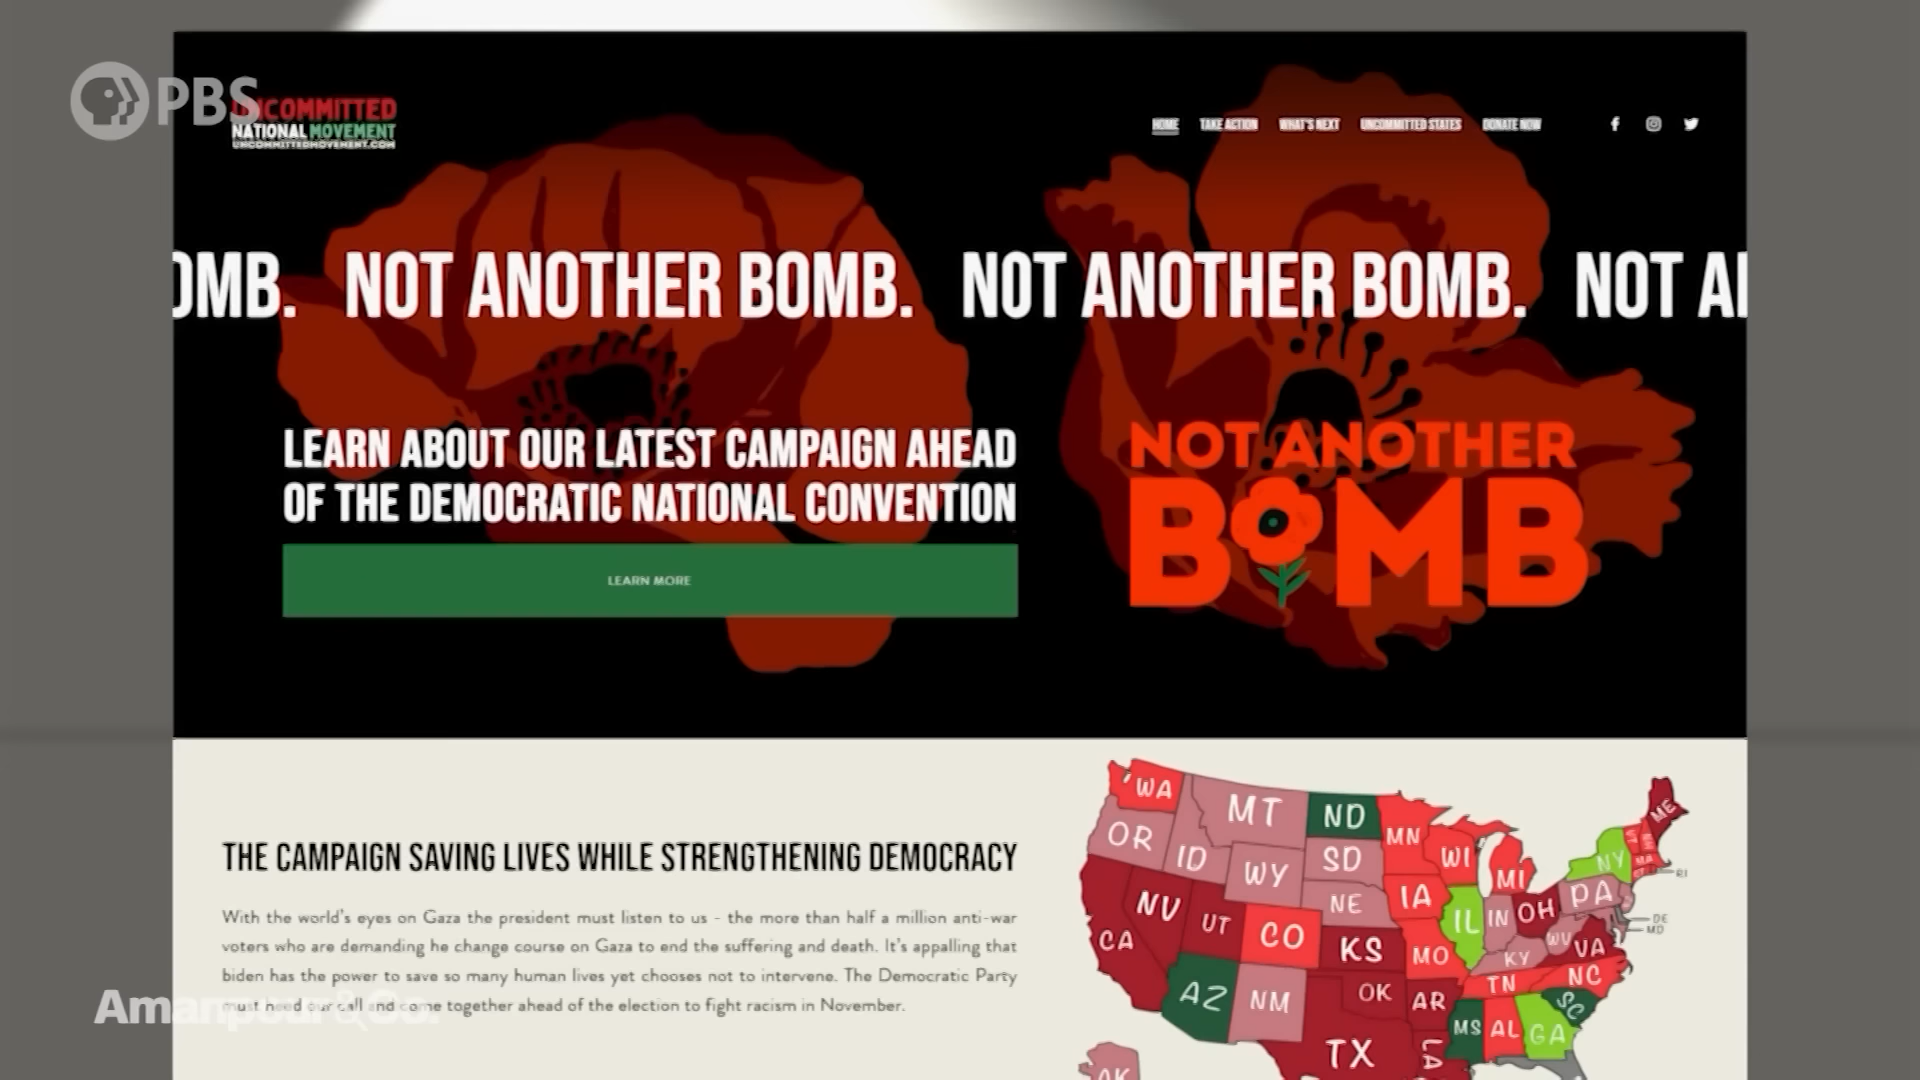 PBS
UNCOMMITTED
NATIONAL MOVEMENT
UNCOMMITTEDMOVEMENT.COM
HOME TAKE ACTION WHAT'S NEXT UNCOMMITTED STATES DONATE NOW
OMB. NOT ANOTHER BOMB. NOT ANOTHER BOMB. NOT A
LEARN ABOUT OUR LATEST CAMPAIGN AHEAD
OF THE DEMOCRATIC NATIONAL CONVENTION
LEARN MORE
NOT ANOTHER
BOMB
THE CAMPAIGN SAVING LIVES WHILE STRENGTHENING DEMOCRACY
With the world's eyes on Gaza the president must listen to us - the more than half a million anti-war
voters who are demanding he change course on Gaza to end the suffering and death. It's appalling that
biden has the power to save so many human lives yet chooses not to intervene. The Democratic Party
must heed our call and come together ahead of the election to fight racism in November.
Amanpour & Co.
WA MT ND MN ME
OR ID SD WI MI NY VT NH MA RI
WY NE IA PA
NV UT CO IL IN OH DE
CA KS MO WV VA MD
KY
AZ NM OK AR TN NC
MS AL GA SC
TX LA
AK